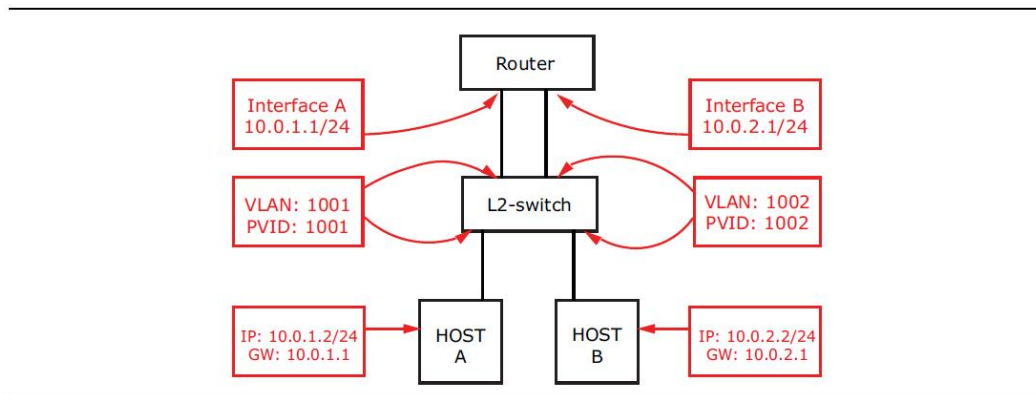 Router
Interface A
10.0.1.1/24
Interface B
10.0.2.1/24
VLAN: 1001
PVID: 1001
L2-switch
VLAN: 1002
PVID: 1002
IP: 10.0.1.2/24
GW: 10.0.1.1
HOST
A
HOST
B
IP: 10.0.2.2/24
GW: 10.0.2.1